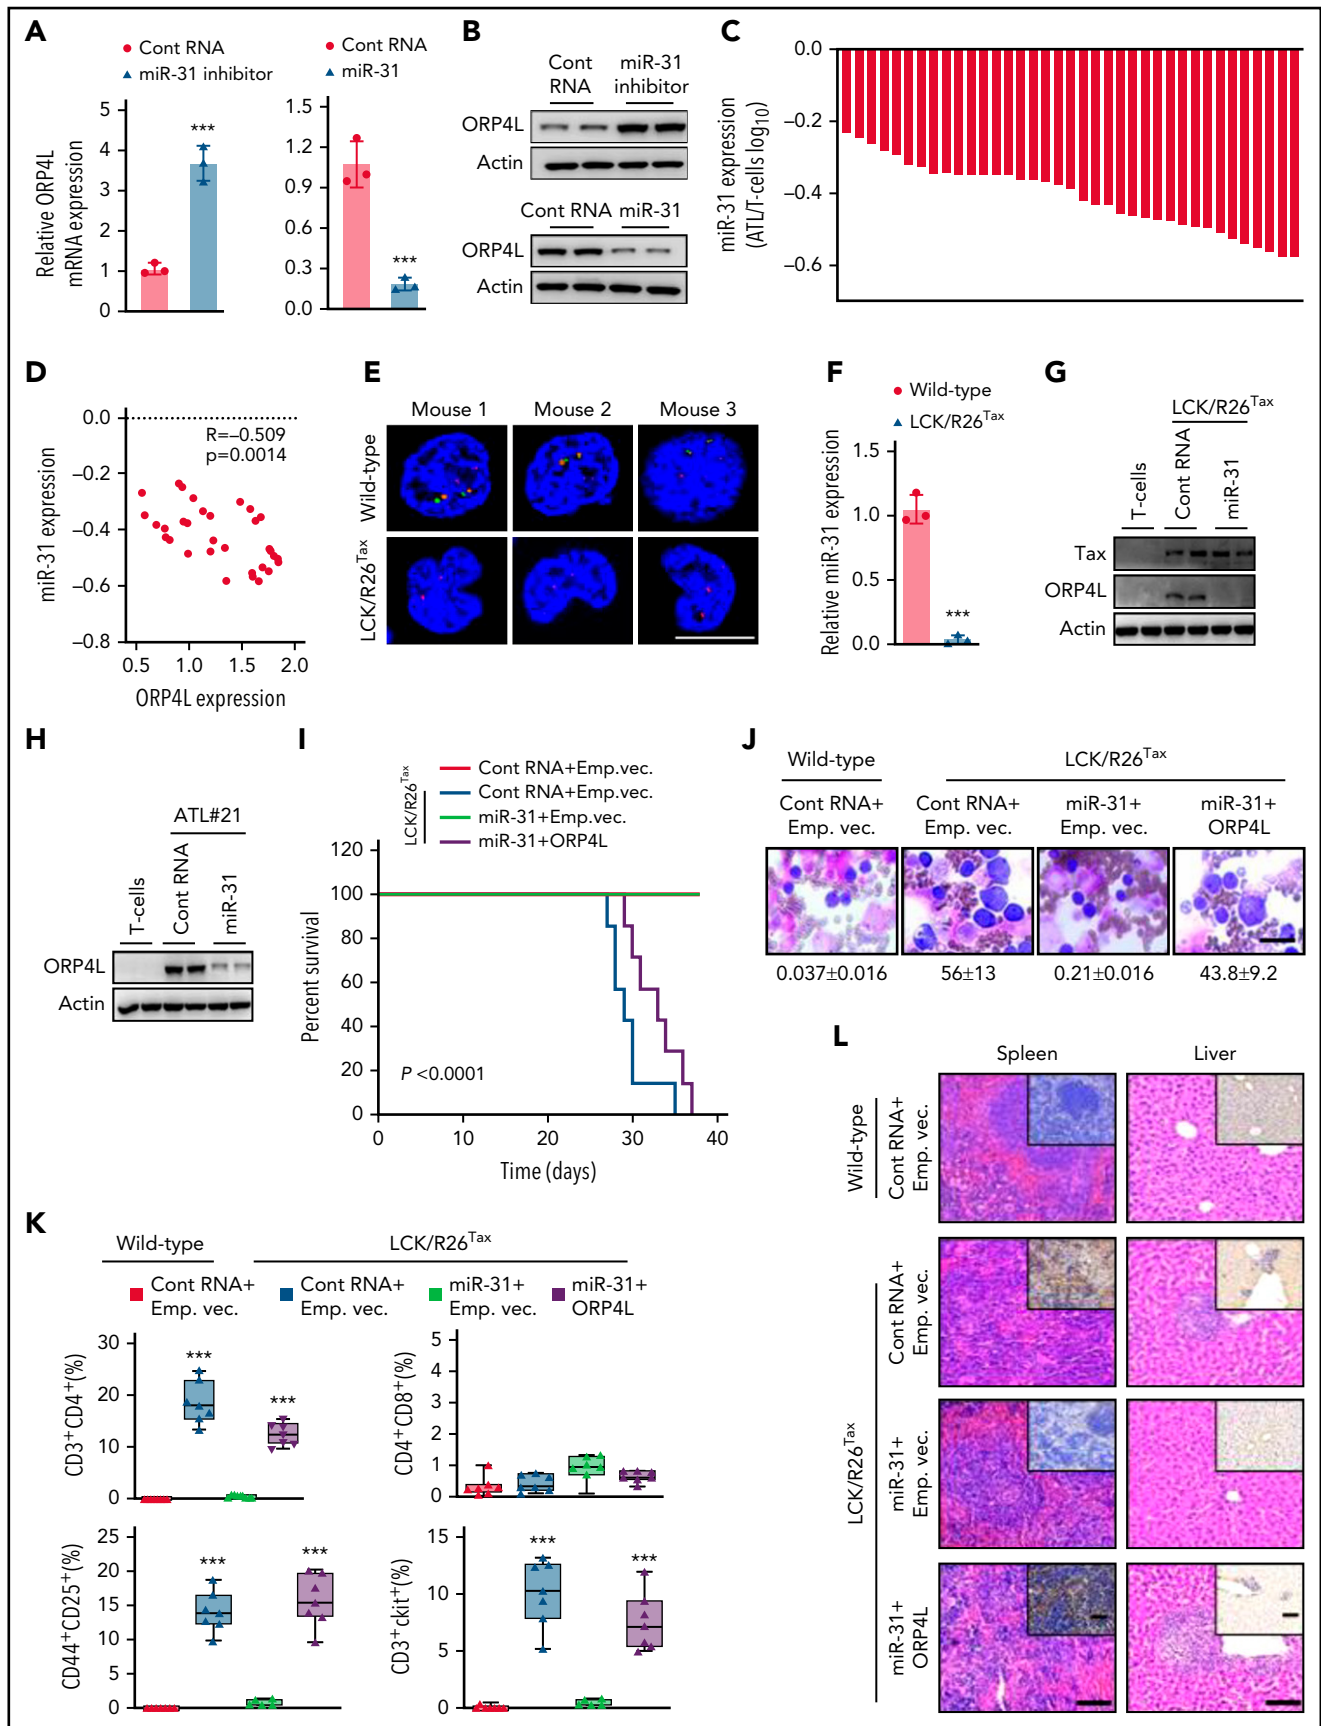 A
Cont RNA
miR-31 inhibitor
Relative ORP4L
mRNA expression
5
4
3
2
1
0
***
Cont RNA
miR-31
1.5
1.2
0.9
0.6
0.3
0.0
***
B
Cont
RNA
miR-31
inhibitor
ORP4L
Actin
Cont RNA miR-31
ORP4L
Actin
C
miR-31 expression
(ATL/T-cells log10)
0.0
–0.2
–0.4
–0.6
D
miR-31 expression
0.0
–0.2
–0.4
–0.6
–0.8
R=–0.509
p=0.0014
0.5 1.0 1.5 2.0
ORP4L expression
E
Mouse 1 Mouse 2 Mouse 3
Wild-type
LCK/R26Tax
F
Wild-type
LCK/R26Tax
Relative miR-31 expression
1.5
1.0
0.5
0.0
***
G
LCK/R26Tax
T-cells
Cont RNA
miR-31
Tax
ORP4L
Actin
H
ATL#21
T-cells
Cont RNA
miR-31
ORP4L
Actin
I
LCK/R26Tax
Cont RNA+Emp.vec.
Cont RNA+Emp.vec.
miR-31+Emp.vec.
miR-31+ORP4L
Percent survival
120
100
80
60
40
20
0
P <0.0001
0 10 20 30 40
Time (days)
J
Wild-type
LCK/R26Tax
Cont RNA+
Emp. vec.
Cont RNA+
Emp. vec.
miR-31+
Emp. vec.
miR-31+
ORP4L
0.037±0.016 56±13 0.21±0.016 43.8±9.2
K
Wild-type
LCK/R26Tax
Cont RNA+
Emp. vec.
Cont RNA+
Emp. vec.
miR-31+
Emp. vec.
miR-31+
ORP4L
CD3+CD4+(%)
30
20
10
0
***
***
CD4+CD8+(%)
5
4
3
2
1
0
CD44+CD25+(%)
25
20
15
10
5
0
***
***
CD3+ckit+(%)
15
10
5
0
***
***
L
Spleen Liver
Wild-type
Cont RNA+
Emp. vec.
LCK/R26Tax
Cont RNA+
Emp. vec.
miR-31+
Emp. vec.
miR-31+
ORP4L